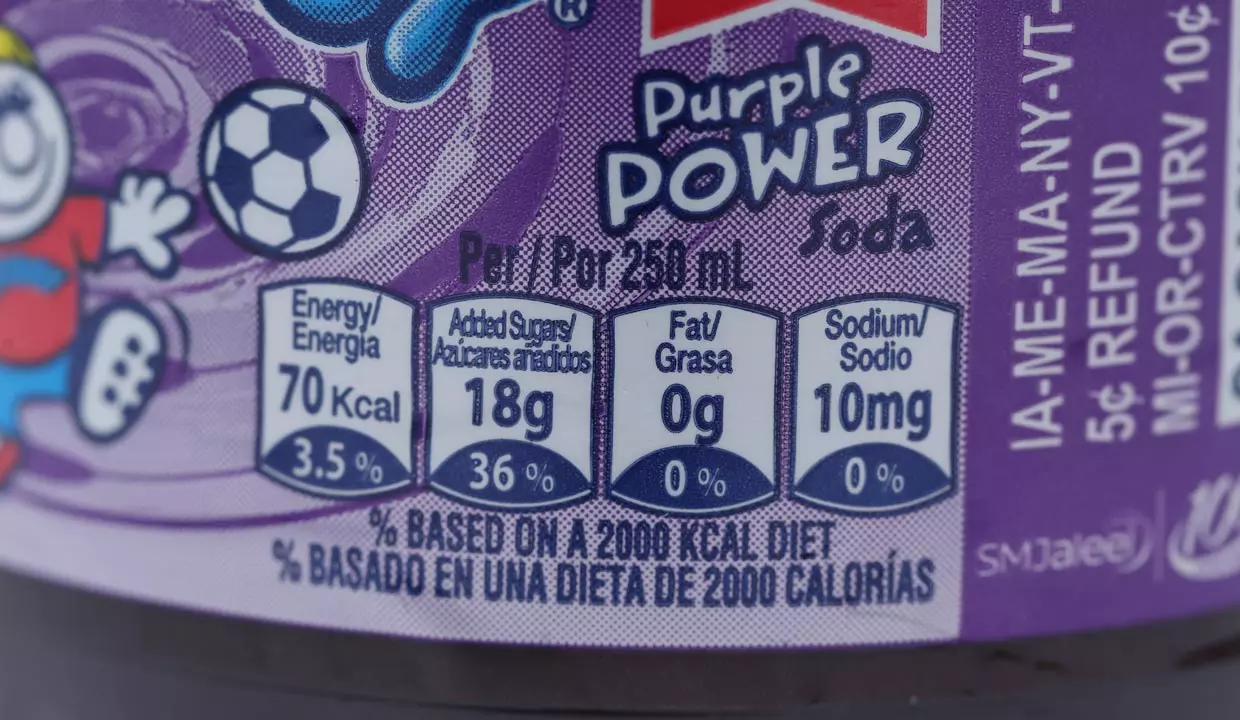 ®
Purple
POWER
Soda
Per / Por 250 mL
Energy/
Energía
70 Kcal
3.5 %
Added Sugars/
Azúcares añadidos
18g
36 %
Fat/
Grasa
0g
0 %
Sodium/
Sodio
10mg
0 %
% BASED ON A 2000 KCAL DIET
% BASADO EN UNA DIETA DE 2000 CALORÍAS
IA-ME-MA-NY-VT-
5¢ REFUND
MI-OR-CTRV 10¢
SMJaleel